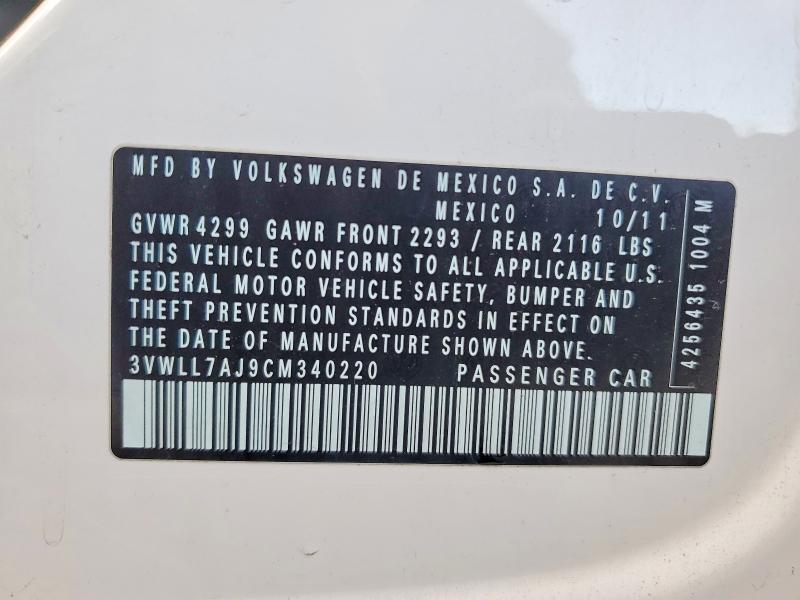 MFD BY VOLKSWAGEN DE MEXICO S.A. DE C.V.
MEXICO 10/11
GVWR 4299 GAWR FRONT 2293 / REAR 2116 LBS
THIS VEHICLE CONFORMS TO ALL APPLICABLE U.S.
FEDERAL MOTOR VEHICLE SAFETY, BUMPER AND
THEFT PREVENTION STANDARDS IN EFFECT ON
THE DATE OF MANUFACTURE SHOWN ABOVE.
3VWLL7AJ9CM340220 PASSENGER CAR
4256435 1004 M